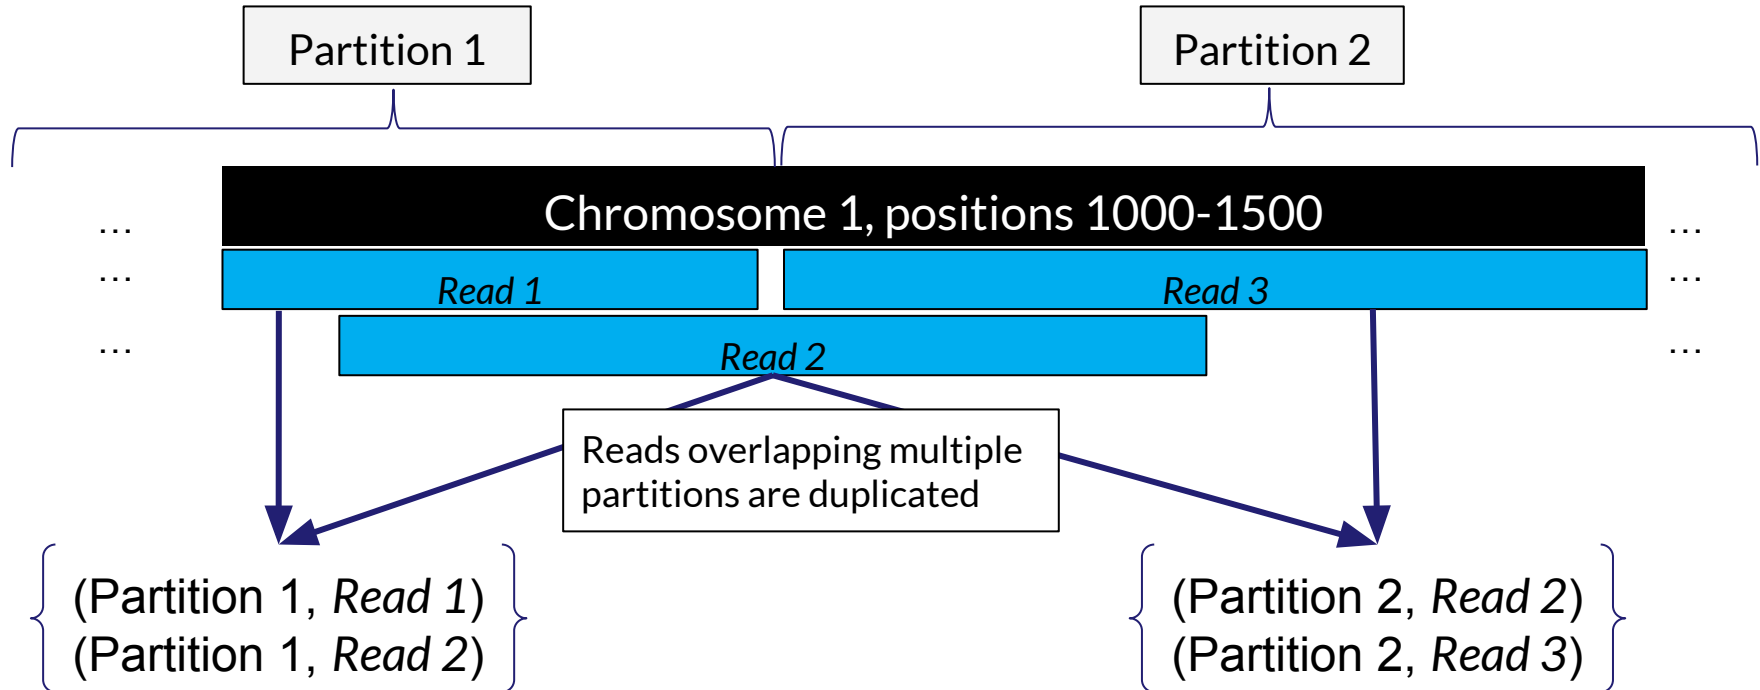 Partition 1
Partition 2
Chromosome 1, positions 1000-1500
... ...
... Read 1 Read 3 ...
... Read 2 ...
Reads overlapping multiple
partitions are duplicated
(Partition 1, Read 1)
(Partition 1, Read 2)
(Partition 2, Read 2)
(Partition 2, Read 3)